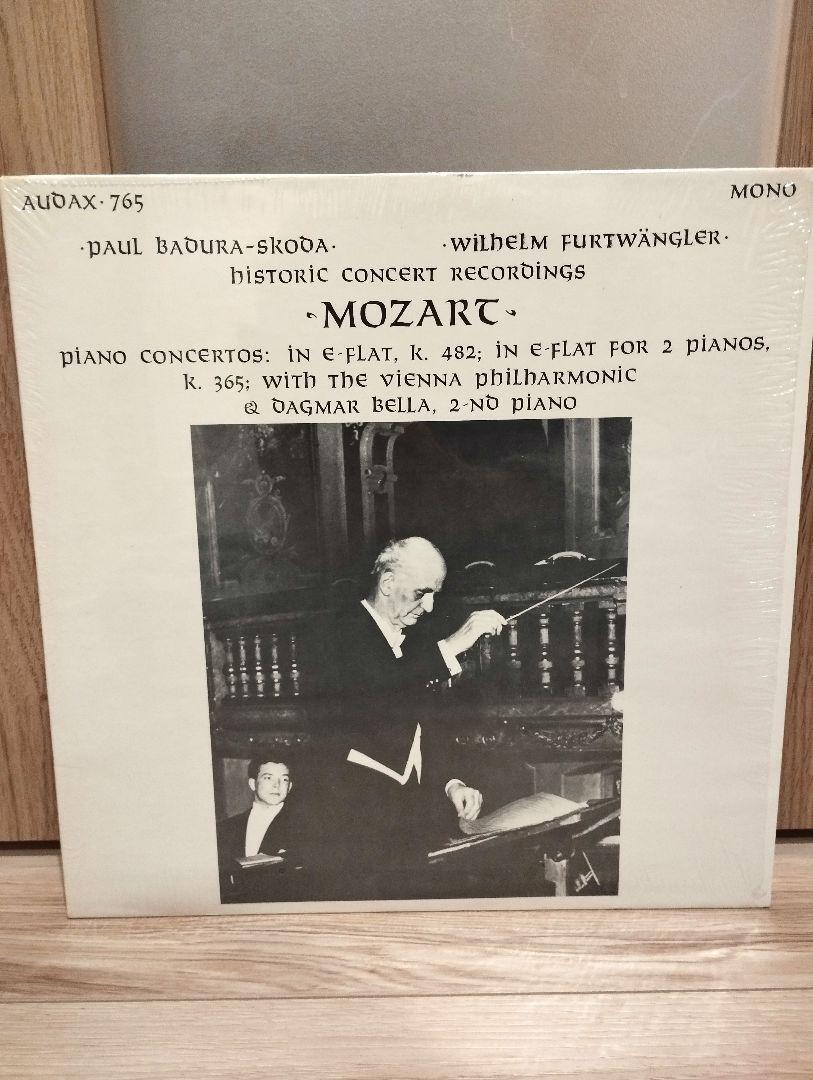 AUDAX · 765
MONO
· PAUL BADURA-SKODA ·
· WILHELM FURTWÄNGLER ·
HISTORIC CONCERT RECORDINGS
· MOZART ·
PIANO CONCERTOS: IN E-FLAT, K. 482; IN E-FLAT FOR 2 PIANOS,
K. 365; WITH THE VIENNA PHILHARMONIC
& DAGMAR BELLA, 2-ND PIANO